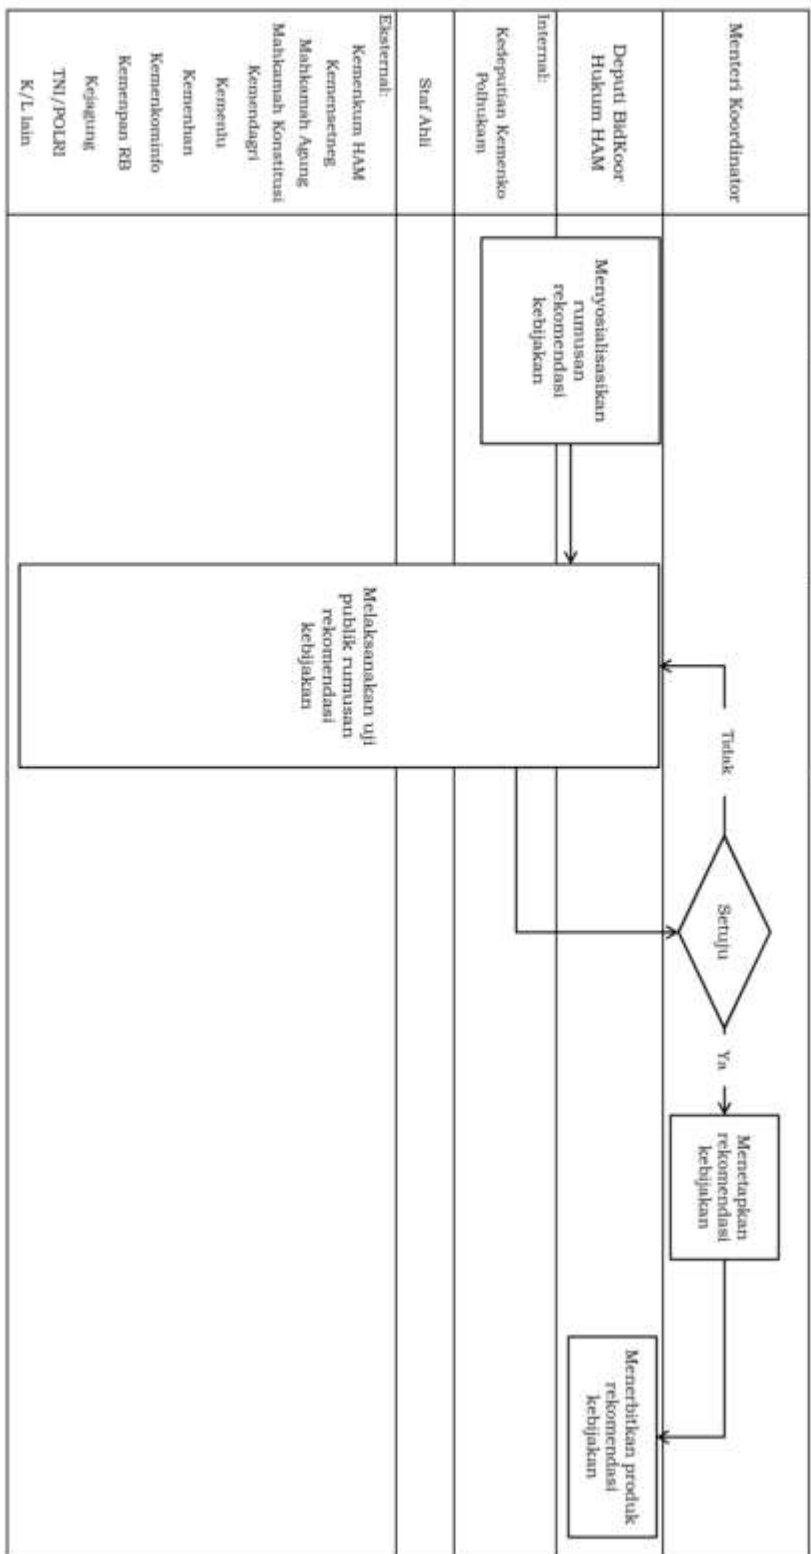 Menteri Koordinator
Deputi BidKoor
Hukum HAM
Internal:
Kedeputian Kemenko
Polhukam
Staf Ahli
Eksternal:
Kemenkum HAM
Kemensetneg
Mahkamah Agung
Mahkamah Konstitusi
Kemendagri
Kemenlu
Kemenhan
Kemenkominfo
Kemenpan RB
Kejagung
TNI/POLRI
K/L lain
Menyosialisasikan
rumusan
rekomendasi
kebijakan
Melaksanakan uji
publik rumusan
rekomendasi
kebijakan
Tidak
Setuju
Ya
Menetapkan
rekomendasi
kebijakan
Menerbitkan produk
rekomendasi
kebijakan